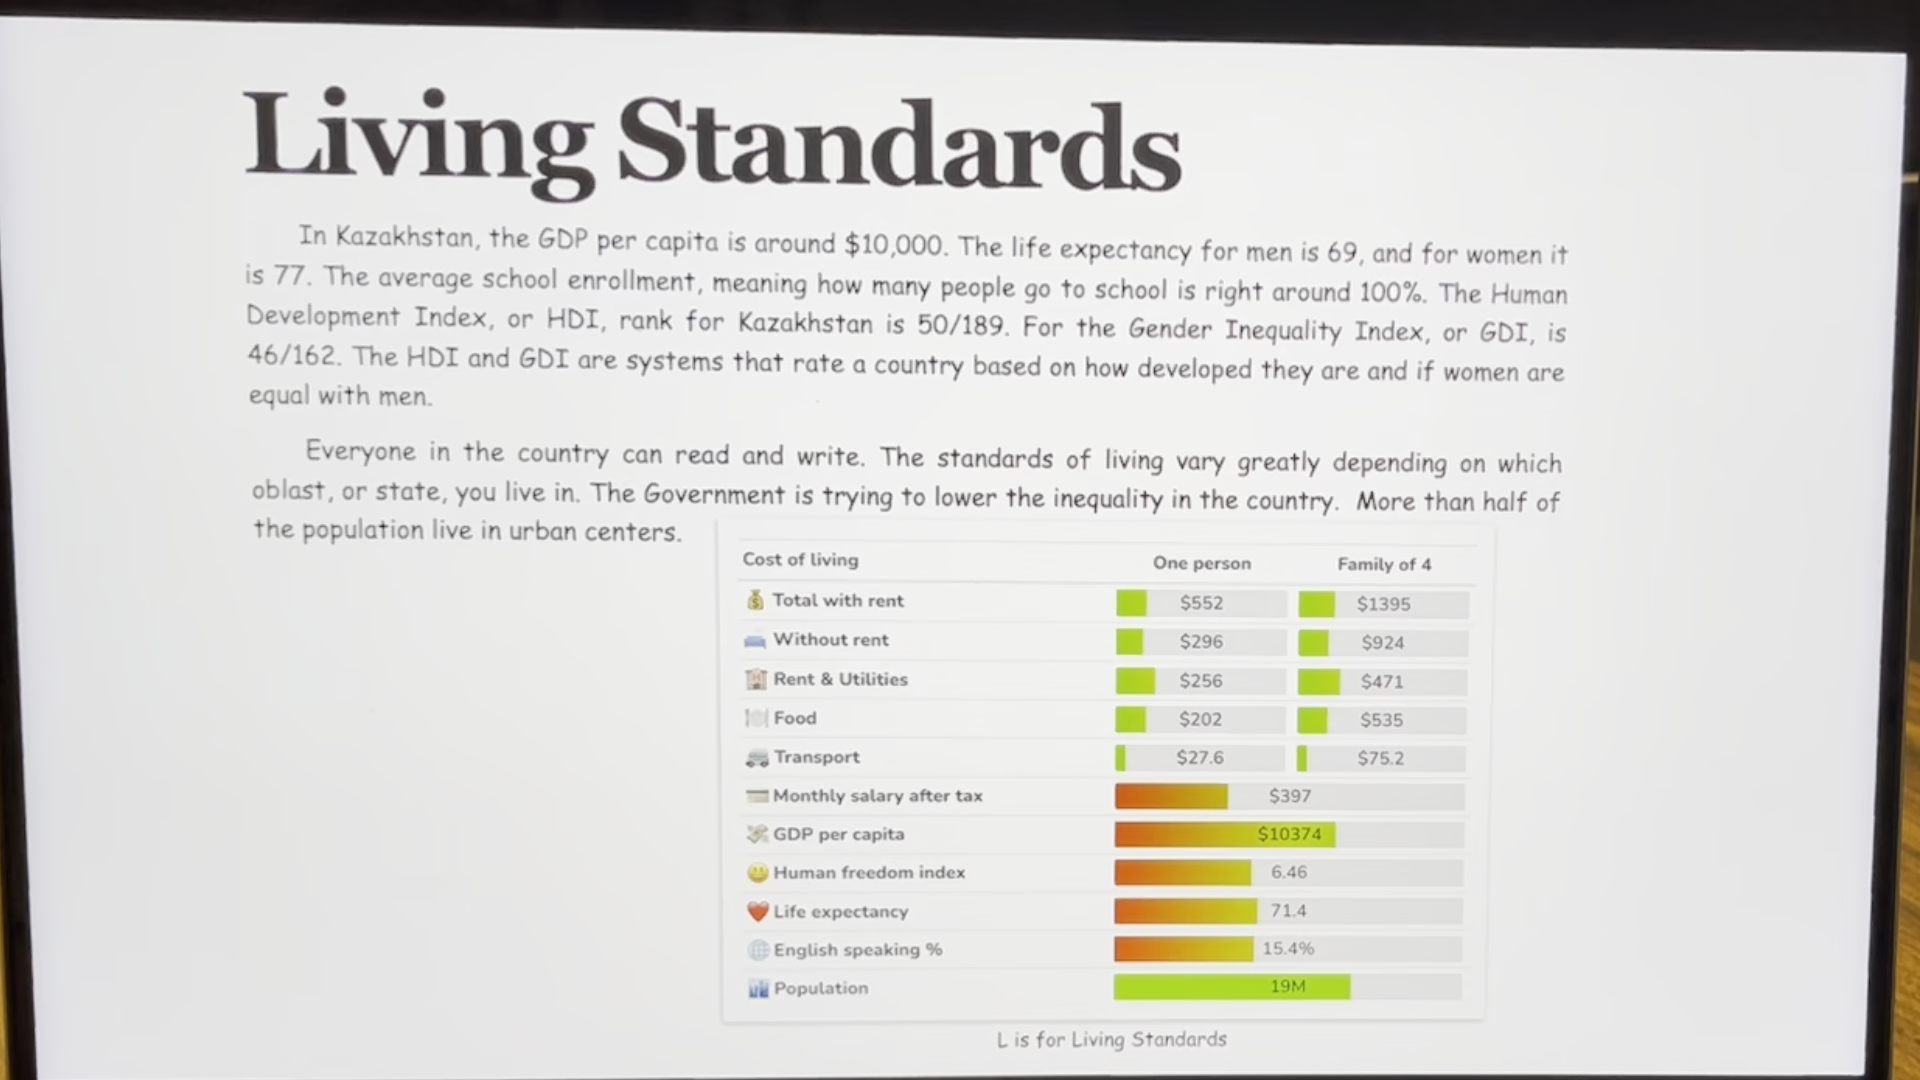 Living Standards
In Kazakhstan, the GDP per capita is around $10,000. The life expectancy for men is 69, and for women it
is 77. The average school enrollment, meaning how many people go to school is right around 100%. The Human
Development Index, or HDI, rank for Kazakhstan is 50/189. For the Gender Inequality Index, or GDI, is
46/162. The HDI and GDI are systems that rate a country based on how developed they are and if women are
equal with men.
Everyone in the country can read and write. The standards of living vary greatly depending on which
oblast, or state, you live in. The Government is trying to lower the inequality in the country. More than half of
the population live in urban centers.
Cost of living One person Family of 4
Total with rent $552 $1395
Without rent $296 $924
Rent & Utilities $256 $471
Food $202 $535
Transport $27.6 $75.2
Monthly salary after tax $397
GDP per capita $10374
Human freedom index 6.46
Life expectancy 71.4
English speaking % 15.4%
Population 19M
L is for Living Standards